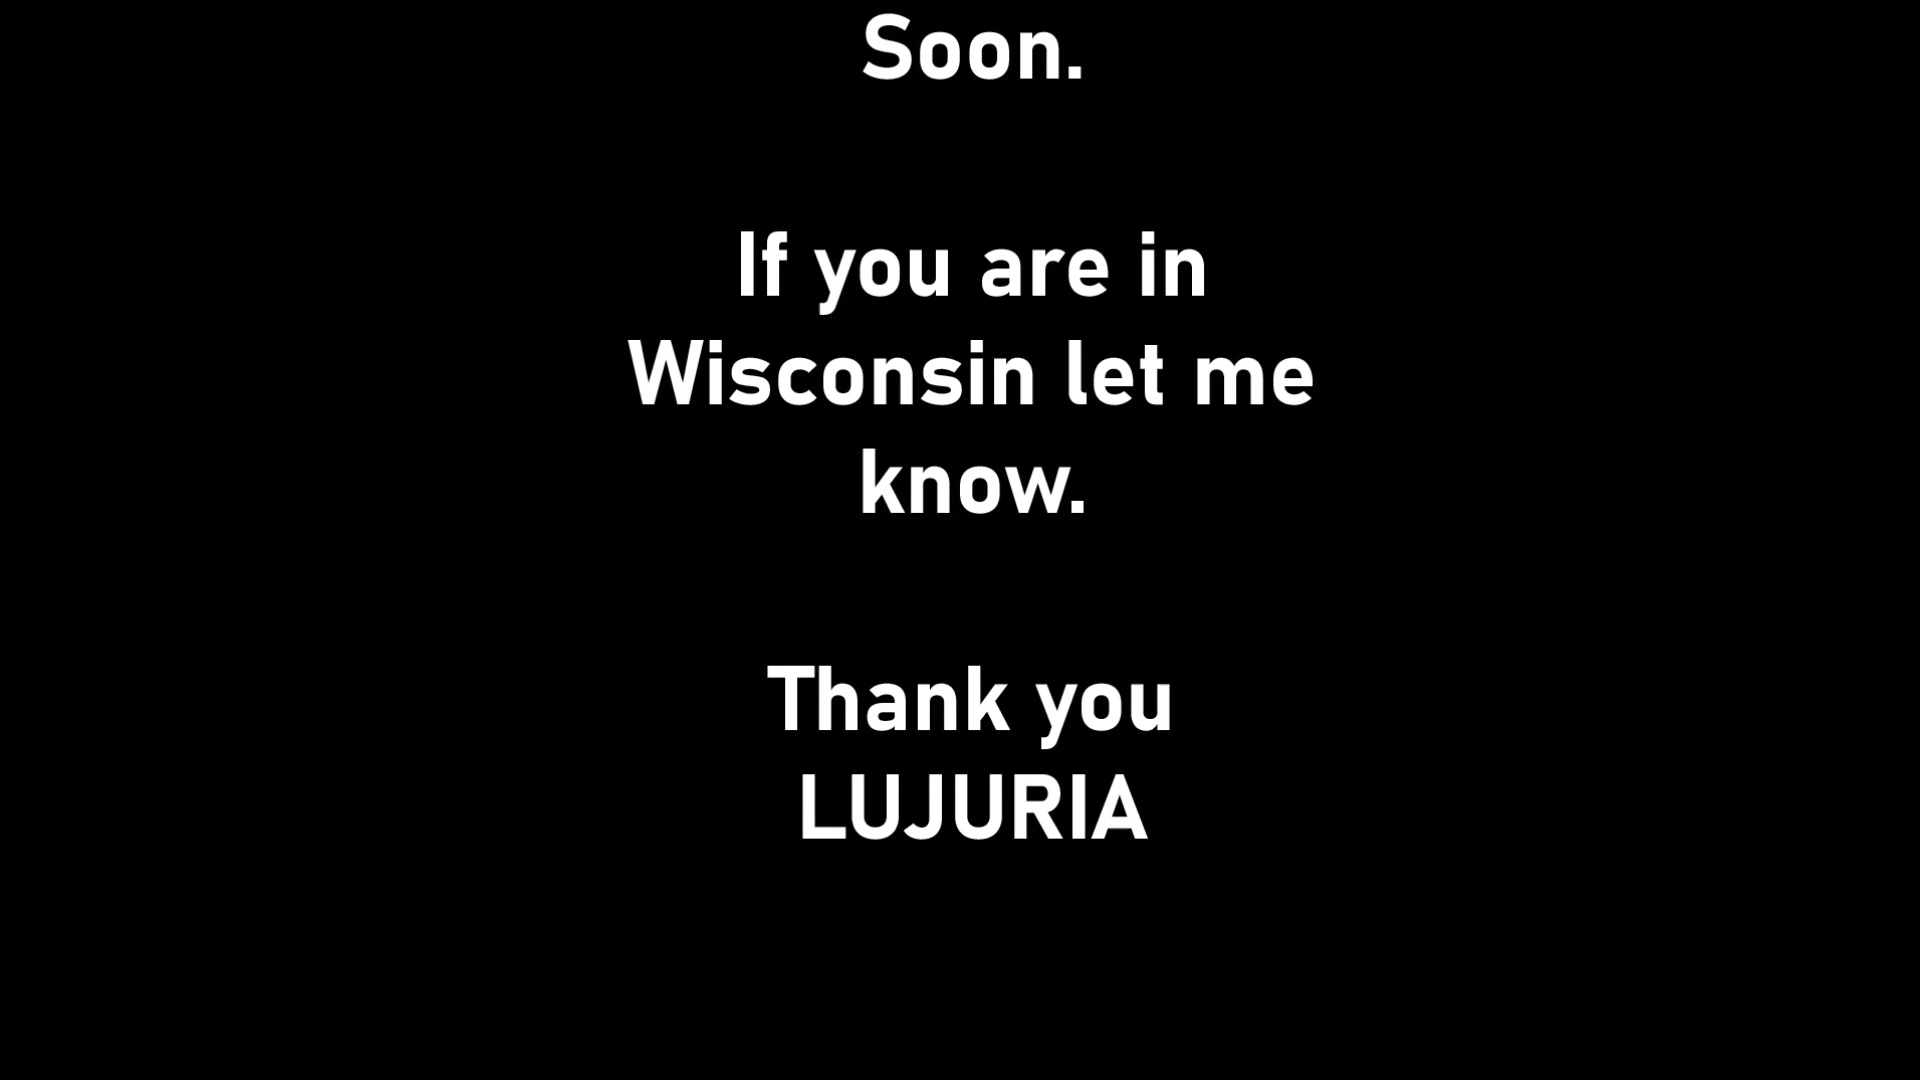 Soon.
If you are in
Wisconsin let me
know.
Thank you
LUJURIA